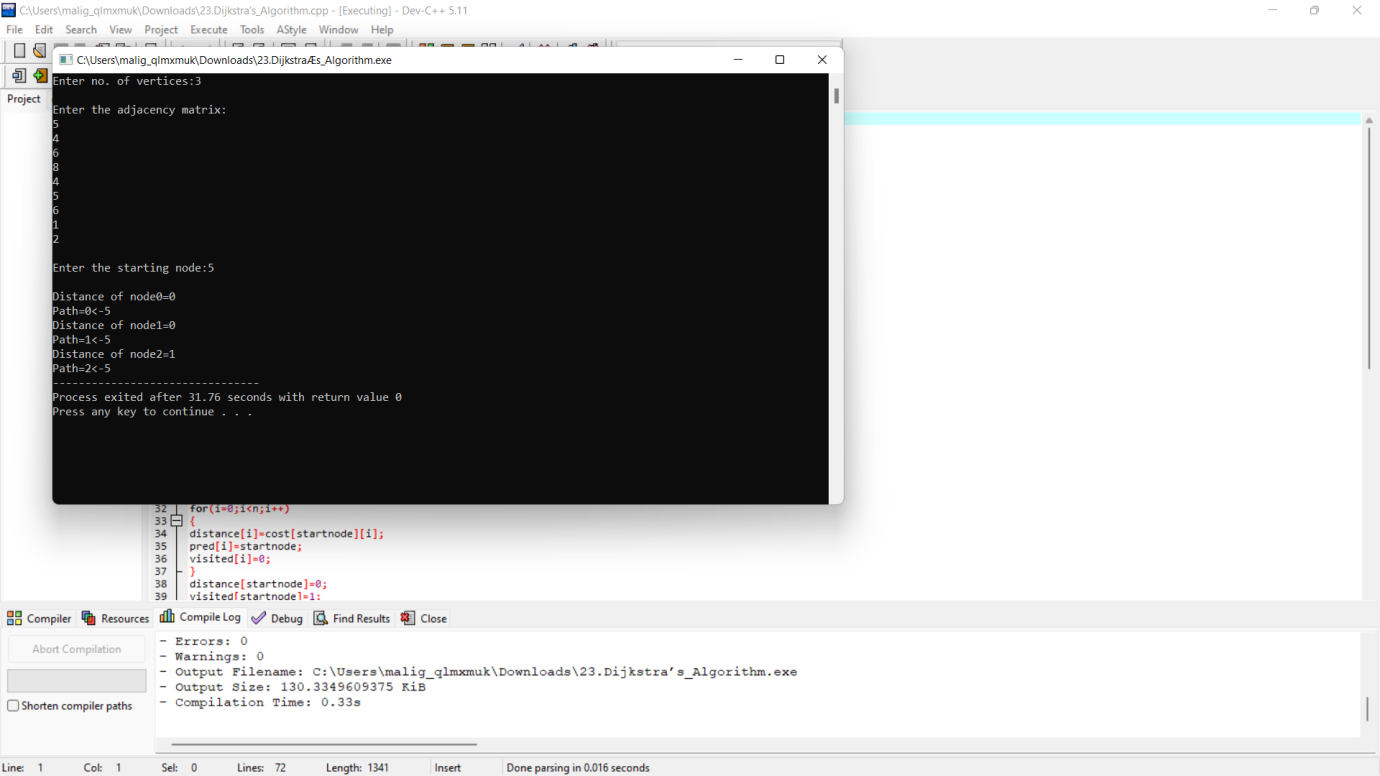 C:\Users\malig_qlmxmuk\Downloads\23.Dijkstra's_Algorithm.cpp - [Executing] - Dev-C++ 5.11
File Edit Search View Project Execute Tools AStyle Window Help
C:\Users\malig_qlmxmuk\Downloads\23.DijkstraÆs_Algorithm.exe
Project
Enter no. of vertices:3
Enter the adjacency matrix:
5
4
6
8
4
5
6
1
2
Enter the starting node:5
Distance of node0=0
Path=0<-5
Distance of node1=0
Path=1<-5
Distance of node2=1
Path=2<-5
--------------------------------
Process exited after 31.76 seconds with return value 0
Press any key to continue . . .
32 for(i=0;i<n;i++)
33 {
34 distance[i]=cost[startnode][i];
35 pred[i]=startnode;
36 visited[i]=0;
37 }
38 distance[startnode]=0;
39 visited[startnode]=1;
Compiler Resources Compile Log Debug Find Results Close
Abort Compilation
Shorten compiler paths
- Errors: 0
- Warnings: 0
- Output Filename: C:\Users\malig_qlmxmuk\Downloads\23.Dijkstra's_Algorithm.exe
- Output Size: 130.3349609375 KiB
- Compilation Time: 0.33s
Line: 1 Col: 1 Sel: 0 Lines: 72 Length: 1341 Insert Done parsing in 0.016 seconds